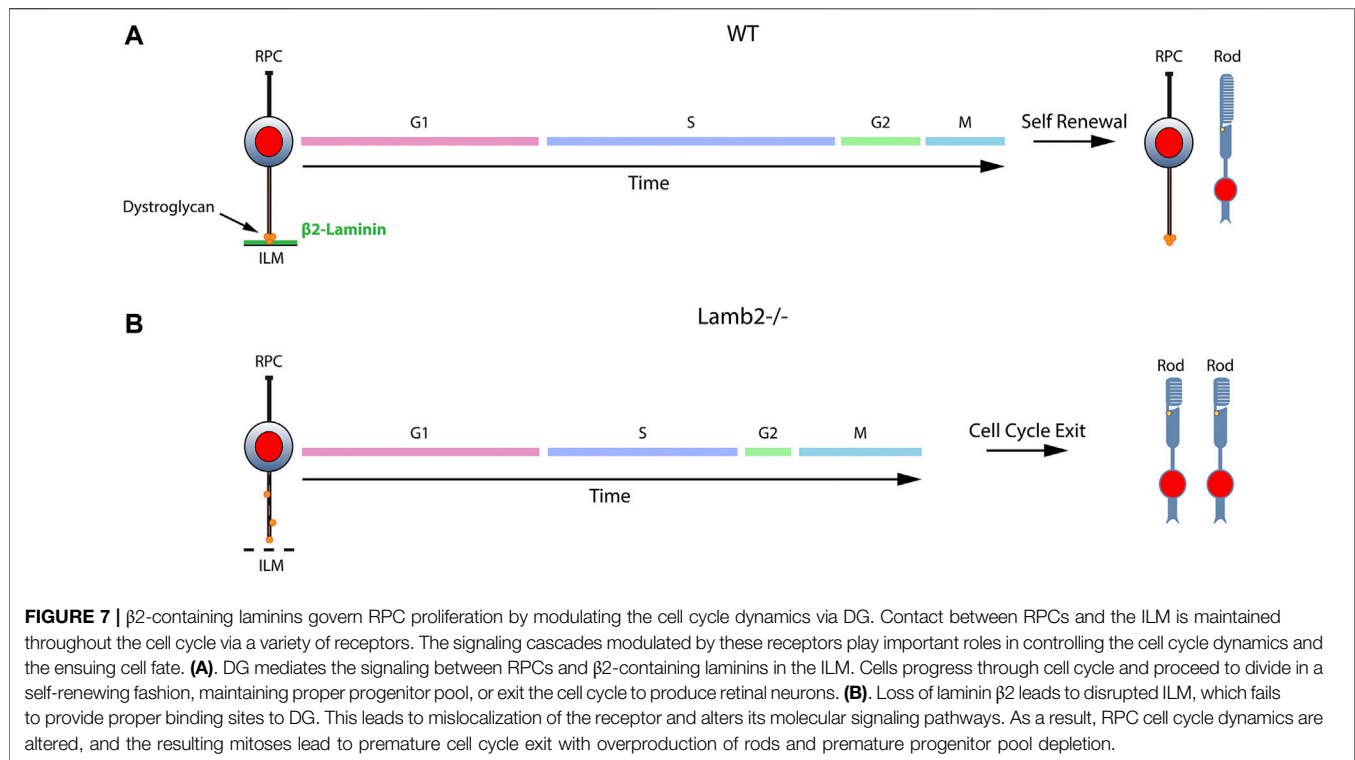 A
WT
RPC
RPC
Rod
G1
S
G2
M
Self Renewal
Time
Dystroglycan
β2-Laminin
ILM
B
Lamb2-/-
RPC
Rod
Rod
G1
S
G2
M
Cell Cycle Exit
Time
ILM
FIGURE 7 | β2-containing laminins govern RPC proliferation by modulating the cell cycle dynamics via DG. Contact between RPCs and the ILM is maintained
throughout the cell cycle via a variety of receptors. The signaling cascades modulated by these receptors play important roles in controlling the cell cycle dynamics and
the ensuing cell fate. (A). DG mediates the signaling between RPCs and β2-containing laminins in the ILM. Cells progress through cell cycle and proceed to divide in a
self-renewing fashion, maintaining proper progenitor pool, or exit the cell cycle to produce retinal neurons. (B). Loss of laminin β2 leads to disrupted ILM, which fails
to provide proper binding sites to DG. This leads to mislocalization of the receptor and alters its molecular signaling pathways. As a result, RPC cell cycle dynamics are
altered, and the resulting mitoses lead to premature cell cycle exit with overproduction of rods and premature progenitor pool depletion.